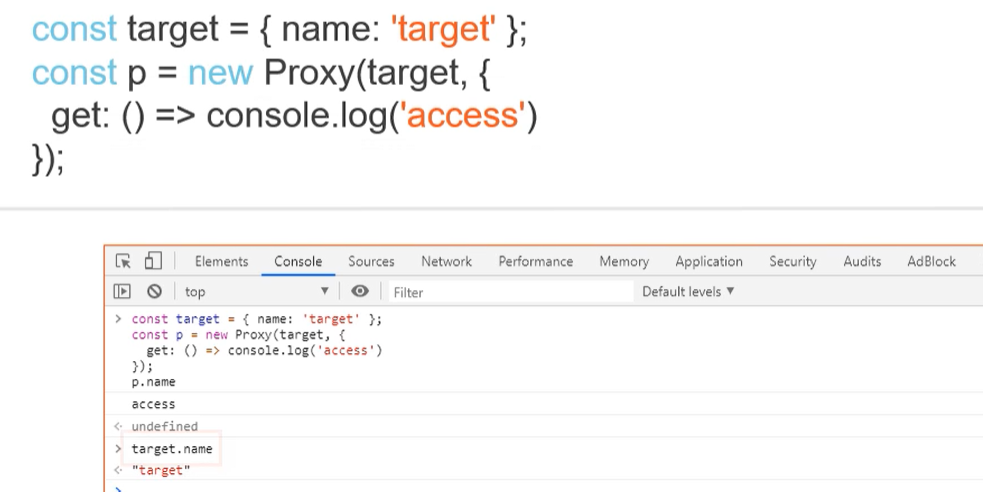 const target = { name: 'target' };
const p = new Proxy(target, {
  get: () => console.log('access')
});
Elements Console Sources Network Performance Memory Application Security Audits AdBlock
top ▼ Filter Default levels ▼
> const target = { name: 'target' };
const p = new Proxy(target, {
  get: () => console.log('access')
});
p.name
access
<· undefined
> target.name
<· "target"
>